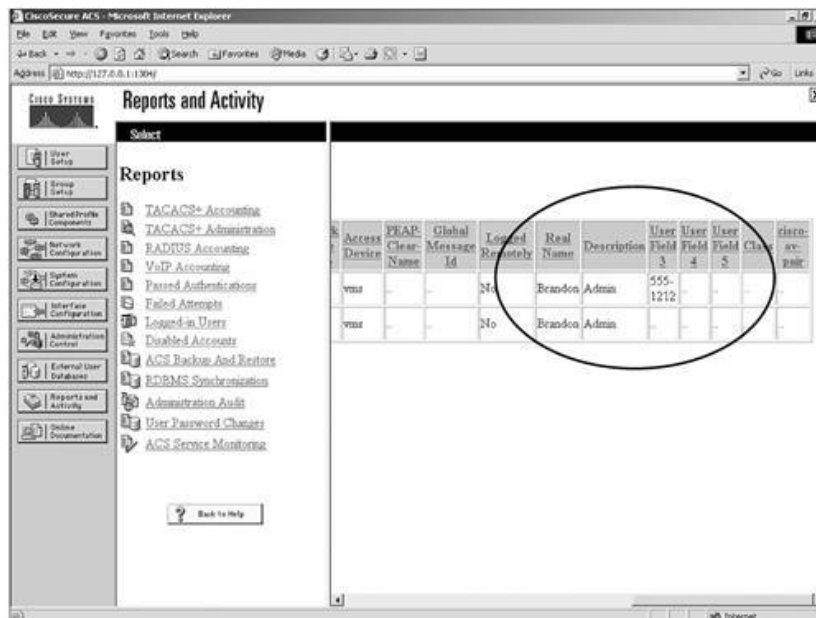 CiscoSecure ACS - Microsoft Internet Explorer
File Edit View Favorites Tools Help
Back Search Favorites Media
Address http://127.0.0.1:1304/ Go Links
CISCO SYSTEMS
Reports and Activity
Select
User Setup
Group Setup
Shared Profile Components
Network Configuration
System Configuration
Interface Configuration
Administration Control
External User Databases
Reports and Activity
Online Documentation
Reports
TACACS+ Accounting
TACACS+ Administration
RADIUS Accounting
VoIP Accounting
Passed Authentications
Failed Attempts
Logged-in Users
Disabled Accounts
ACS Backup And Restore
RDBMS Synchronization
Administration Audit
User Password Changes
ACS Service Monitoring
Back to Help
Access Device PEAP-Clear-Name Global Message Id Logged Remotely Real Name Description User Field 3 User Field 4 User Field 5 Class cisco-av-pair
vms .. .. No Brandon Admin 555-1212 .. .. .. ..
vms .. .. No Brandon Admin .. .. .. .. ..
Internet